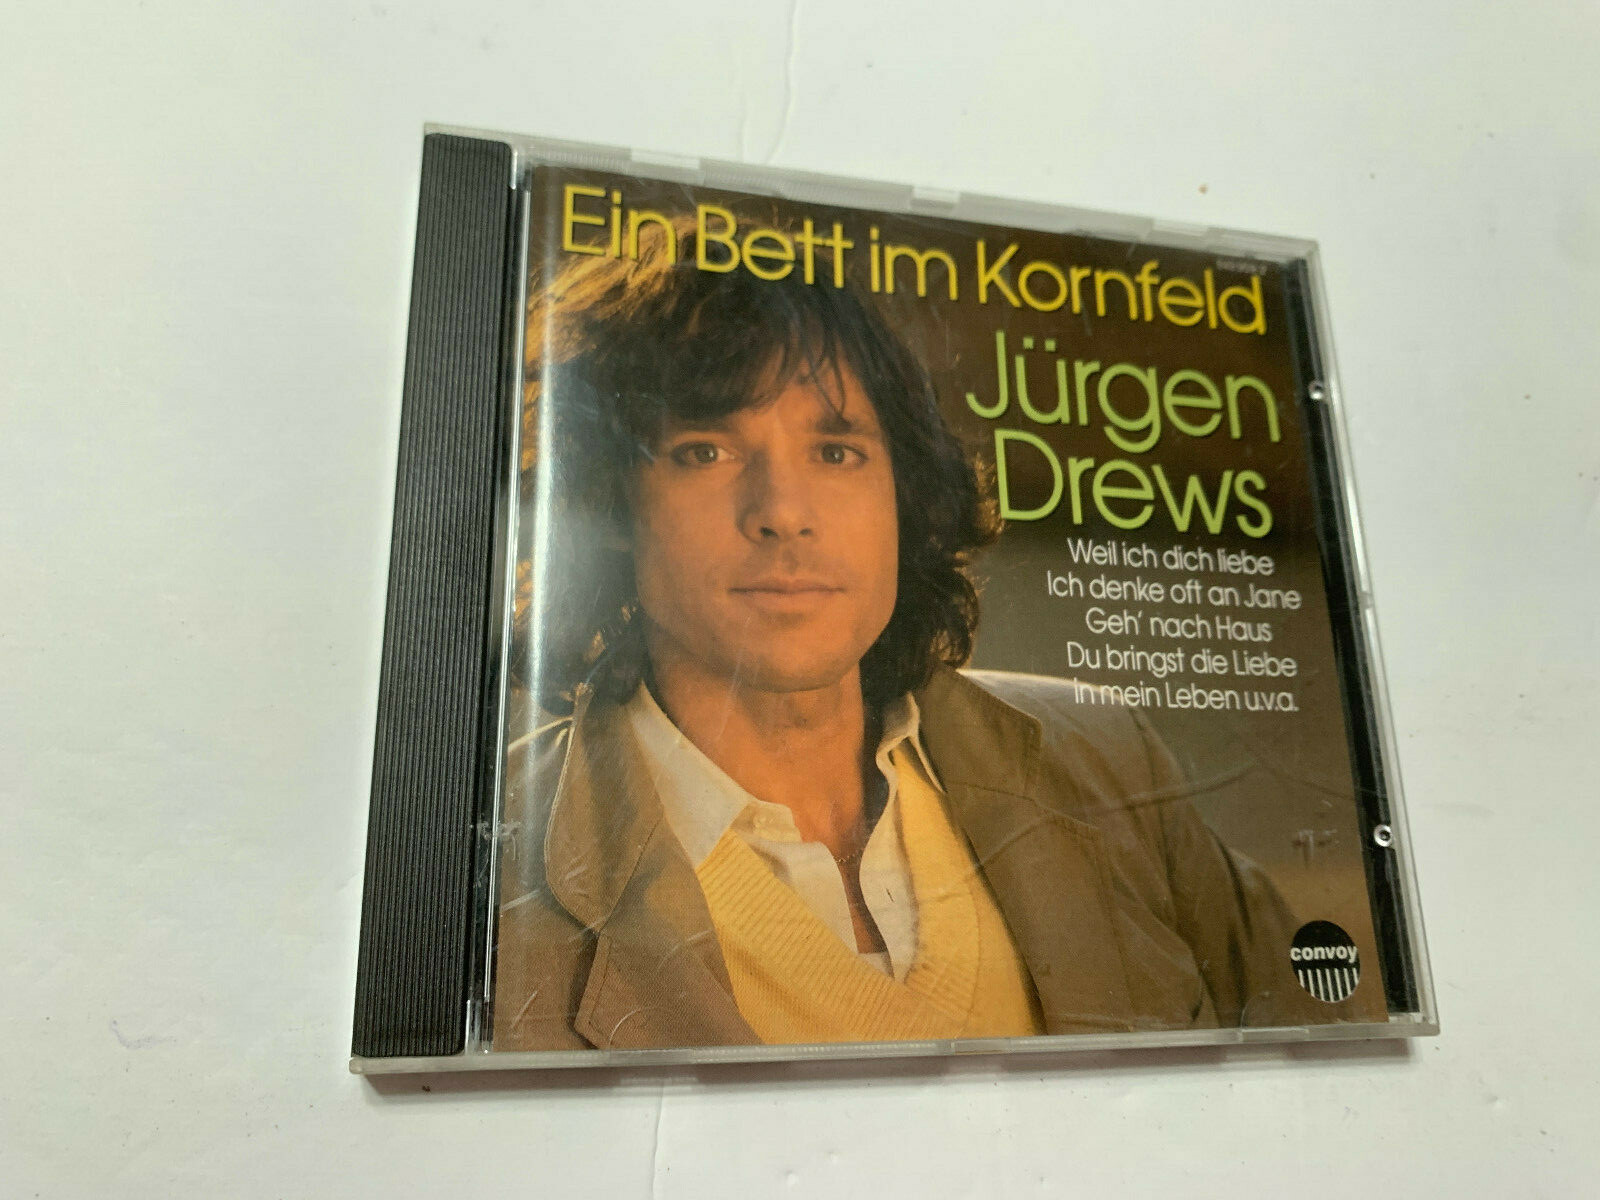 Ein Bett im Kornfeld
Jürgen
Drews
Weil ich dich liebe
Ich denke oft an Jane
Geh' nach Haus
Du bringst die Liebe
In mein Leben u.v.a.
convoy